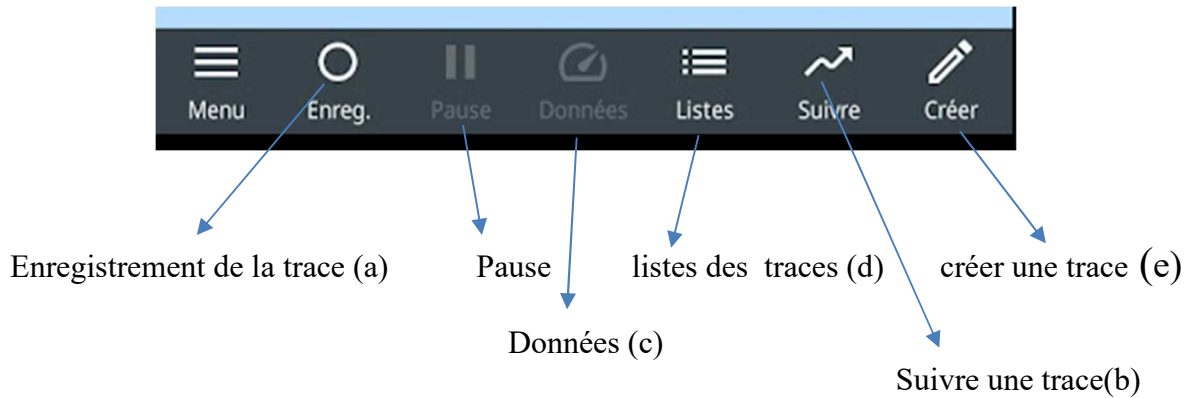 Menu Enreg. Pause Données Listes Suivre Créer
Enregistrement de la trace (a) Pause listes des traces (d) créer une trace (e)
Données (c)
Suivre une trace(b)